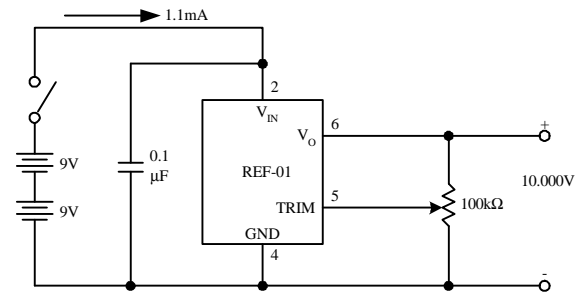 1.1mA
2
V_IN
6
+
V_O
9V
0.1
µF
REF-01
10.000V
5
9V
TRIM
100kΩ
GND
4
-